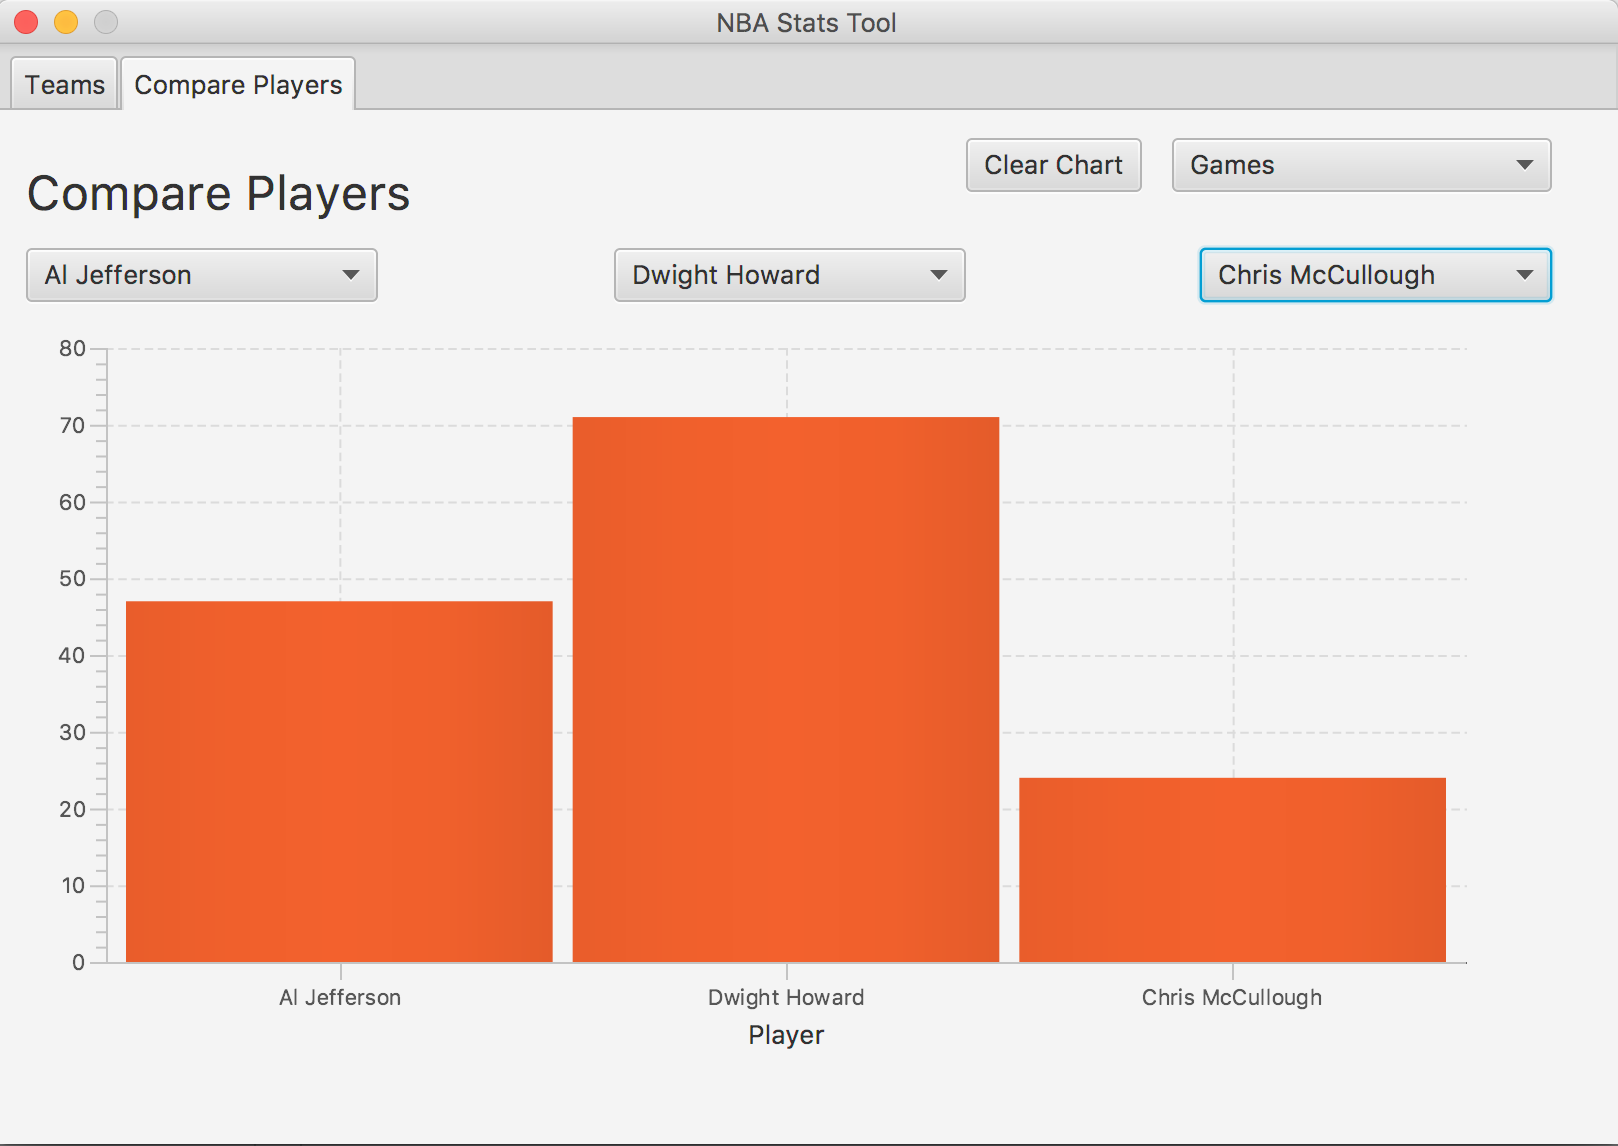 NBA Stats Tool
Teams
Compare Players
Clear Chart
Games
Compare Players
Al Jefferson
Dwight Howard
Chris McCullough
80
70
60
50
40
30
20
10
0
Al Jefferson
Dwight Howard
Chris McCullough
Player